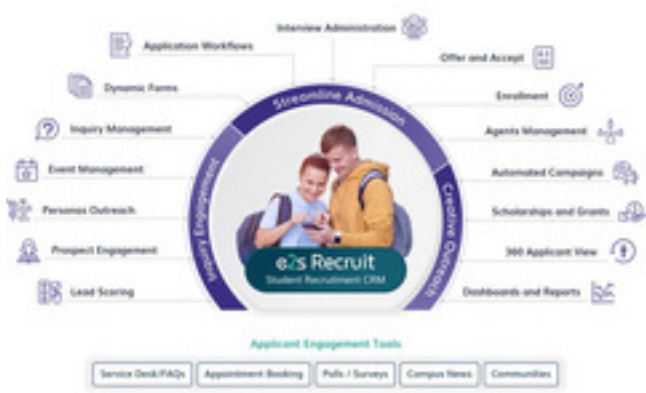 Interview Administration
Application Workflows
Offer and Accept
Dynamic Forms
Enrollment
Inquiry Management
Agents Management
Event Management
Automated Campaigns
Personas Outreach
Scholarships and Grants
Prospect Engagement
360 Applicant View
Lead Scoring
Dashboards and Reports
Inquiry Engagement
Streamline Admission
Creative Outreach
e2s Recruit
Student Recruitment CRM
Applicant Engagement Tools
Service Desk/FAQs
Appointment Booking
Polls / Surveys
Campus News
Communities